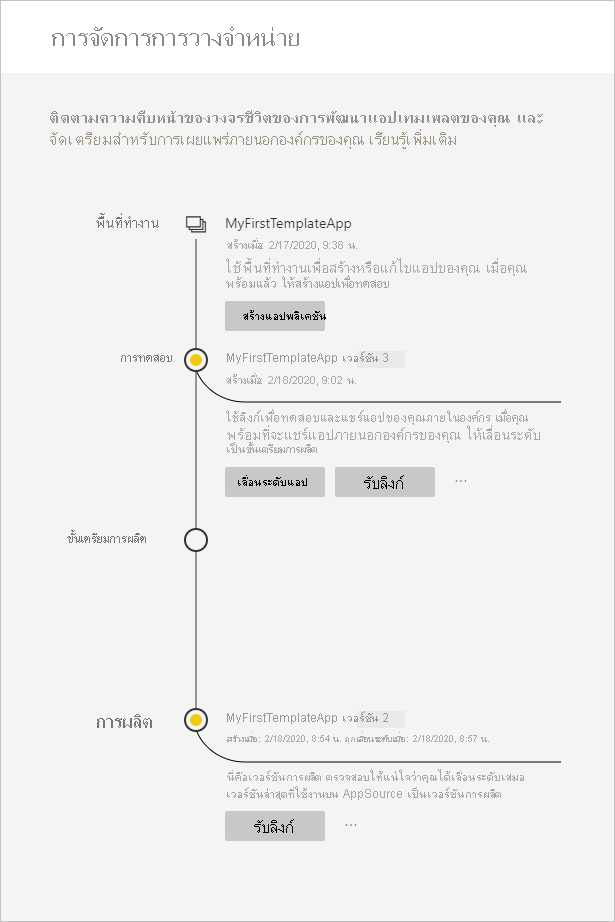 การจัดการการวางจำหน่าย
ติดตามความคืบหน้าของวงจรชีวิตของการพัฒนาแอปเทมเพลตของคุณ และ
จัดเตรียมสำหรับการเผยแพร่ภายนอกองค์กรของคุณ เรียนรู้เพิ่มเติม
พื้นที่ทำงาน
MyFirstTemplateApp
สร้างเมื่อ 2/17/2020, 9:38 น.
ใช้พื้นที่ทำงานเพื่อสร้างหรือแก้ไขแอปของคุณ เมื่อคุณ
พร้อมแล้ว ให้สร้างแอปเพื่อทดสอบ
สร้างแอปพลิเคชัน
การทดสอบ
MyFirstTemplateApp เวอร์ชัน 3
สร้างเมื่อ 2/18/2020, 9:02 น.
ใช้ลิงก์เพื่อทดสอบและแชร์แอปของคุณภายในองค์กร เมื่อคุณ
พร้อมที่จะแชร์แอปภายนอกองค์กรของคุณ ให้เลื่อนระดับ
เป็นขั้นเตรียมการผลิต
เลื่อนระดับแอป
รับลิงก์
...
ขั้นเตรียมการผลิต
การผลิต
MyFirstTemplateApp เวอร์ชัน 2
สร้างเมื่อ: 2/18/2020, 8:54 น. ถูกเลื่อนระดับเมื่อ: 2/18/2020, 8:57 น.
นี่คือเวอร์ชันการผลิต ตรวจสอบให้แน่ใจว่าคุณได้เลื่อนระดับเสมอ
เวอร์ชันล่าสุดที่ใช้งานบน AppSource เป็นเวอร์ชันการผลิต
รับลิงก์
...